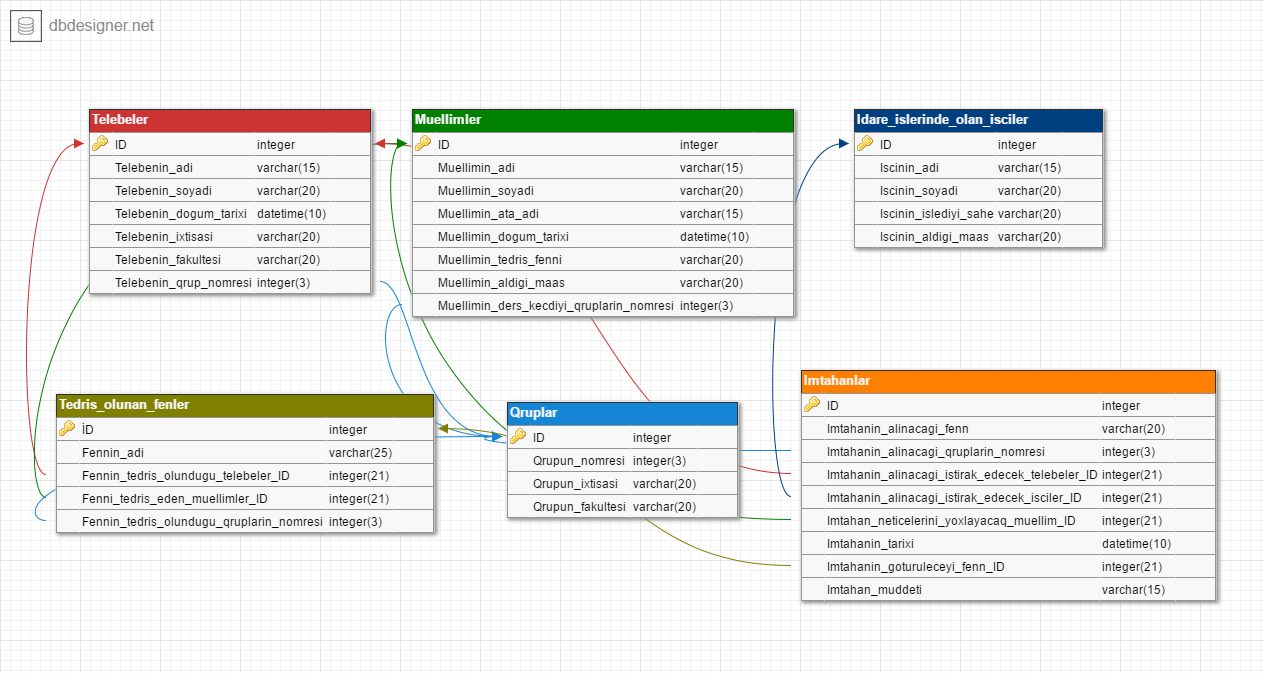 dbdesigner.net
Telebeler
ID integer
Telebenin_adi varchar(15)
Telebenin_soyadi varchar(20)
Telebenin_dogum_tarixi datetime(10)
Telebenin_ixtisasi varchar(20)
Telebenin_fakultesi varchar(20)
Telebenin_qrup_nomresi integer(3)
Muellimler
ID integer
Muellimin_adi varchar(15)
Muellimin_soyadi varchar(20)
Muellimin_ata_adi varchar(15)
Muellimin_dogum_tarixi datetime(10)
Muellimin_tedris_fenni varchar(20)
Muellimin_aldigi_maas varchar(20)
Muellimin_ders_kecdiyi_qruplarin_nomresi integer(3)
Idare_islerinde_olan_isciler
ID integer
Iscinin_adi varchar(15)
Iscinin_soyadi varchar(20)
Iscinin_islediyi_sahe varchar(20)
Iscinin_aldigi_maas varchar(20)
Tedris_olunan_fenler
İD integer
Fennin_adi varchar(25)
Fennin_tedris_olundugu_telebeler_ID integer(21)
Fenni_tedris_eden_muellimler_ID integer(21)
Fennin_tedris_olundugu_qruplarin_nomresi integer(3)
Qruplar
ID integer
Qrupun_nomresi integer(3)
Qrupun_ixtisasi varchar(20)
Qrupun_fakultesi varchar(20)
Imtahanlar
ID integer
Imtahanin_alinacagi_fenn varchar(20)
Imtahanin_alinacagi_qruplarin_nomresi integer(3)
Imtahanin_alinacagi_istirak_edecek_telebeler_ID integer(21)
Imtahanin_alinacagi_istirak_edecek_isciler_ID integer(21)
Imtahan_neticelerini_yoxlayacaq_muellim_ID integer(21)
Imtahanin_tarixi datetime(10)
Imtahanin_goturuleceyi_fenn_ID integer(21)
Imtahan_muddeti varchar(15)